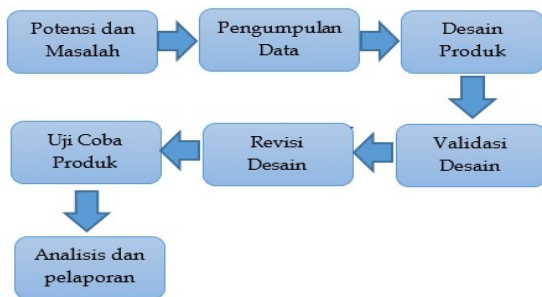 Potensi dan
Masalah
Pengumpulan
Data
Desain
Produk
Validasi
Desain
Revisi
Desain
Uji Coba
Produk
Analisis dan
pelaporan